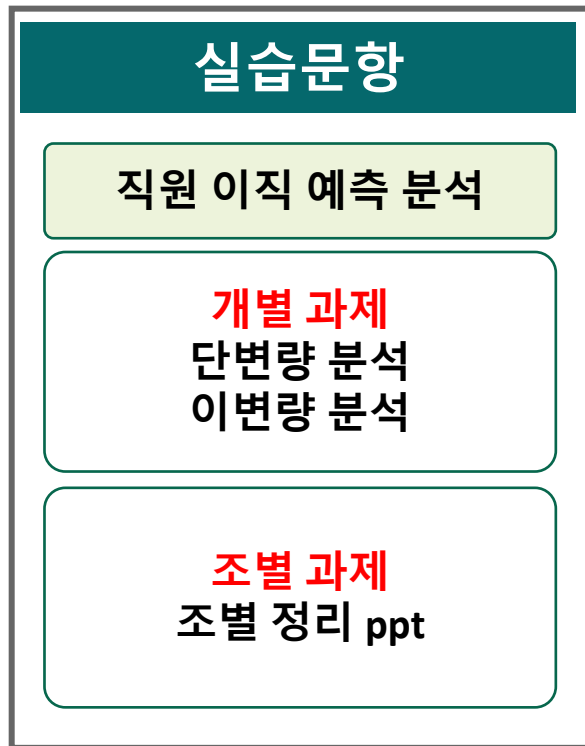 실습문항
직원 이직 예측 분석
개별 과제
단변량 분석
이변량 분석
조별 과제
조별 정리 ppt